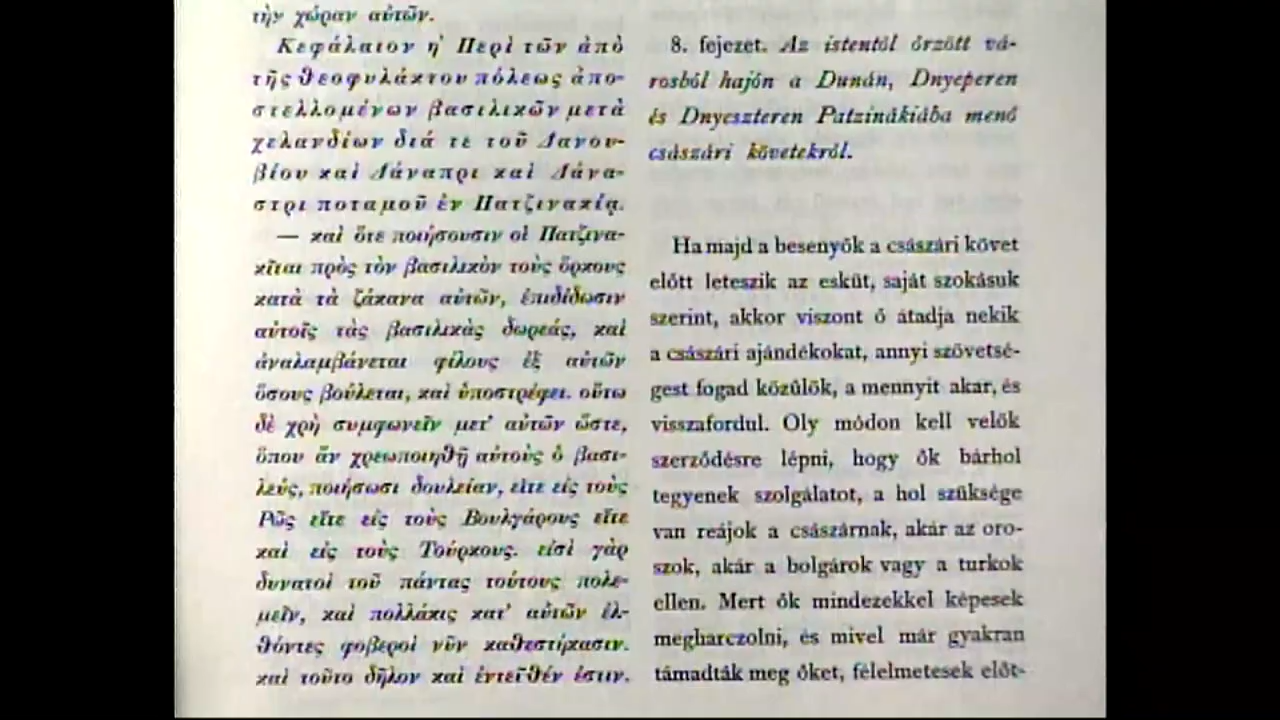 τὴν χώραν αὐτῶν.
Κεφάλαιον η′ Περὶ τῶν ἀπὸ
τῆς θεοφυλάκτου πόλεως ἀπο-
στελλομένων βασιλικῶν μετὰ
χελανδίων διά τε τοῦ Δανου-
βίου καὶ Δάναπρι καὶ Δάνα-
στρι ποταμοῦ ἐν Πατζινακίᾳ.
— καὶ ὅτε ποιήσουσιν οἱ Πατζινα-
κῖται πρὸς τὸν βασιλικὸν τοὺς ὅρκους
κατὰ τὰ ζάκανα αὐτῶν, ἐπιδίδωσιν
αὐτοῖς τὰς βασιλικὰς δωρεάς, καὶ
ἀναλαμβάνεται φίλους ἐξ αὐτῶν
ὅσους βούλεται, καὶ ὑποστρέφει. οὕτω
δὲ χρὴ συμφωνεῖν μετ' αὐτῶν ὥστε,
ὅπου ἂν χρεωποιηθῇ αὐτοὺς ὁ βασι-
λεύς, ποιήσωσι δουλείαν, εἴτε εἰς τοὺς
Ῥῶς εἴτε εἰς τοὺς Βουλγάρους εἴτε
καὶ εἰς τοὺς Τούρκους. εἰσὶ γὰρ
δυνατοὶ τοῦ πάντας τούτους πολε-
μεῖν, καὶ πολλάκις κατ' αὐτῶν ἐλ-
θόντες φοβεροὶ νῦν καθεστήκασιν.
καὶ τοῦτο δῆλον καὶ ἐντεῦθέν ἐστιν.
8. fejezet. Az istentől őrzött vá-
rosból hajón a Dunán, Dnyeperen
és Dnyeszteren Patzinákiába menő
császári követekről.
Ha majd a besenyők a császári követ
előtt leteszik az esküt, saját szokásuk
szerint, akkor viszont ő átadja nekik
a császári ajándékokat, annyi szövetsé-
gest fogad közülök, a mennyit akar, és
visszafordul. Oly módon kell velök
szerződésre lépni, hogy ők bárhol
tegyenek szolgálatot, a hol szüksége
van reájok a császárnak, akár az oro-
szok, akár a bolgárok vagy a turkok
ellen. Mert ők mindezekkel képesek
megharczolni, és mivel már gyakran
támadták meg őket, félelmetesek előt-